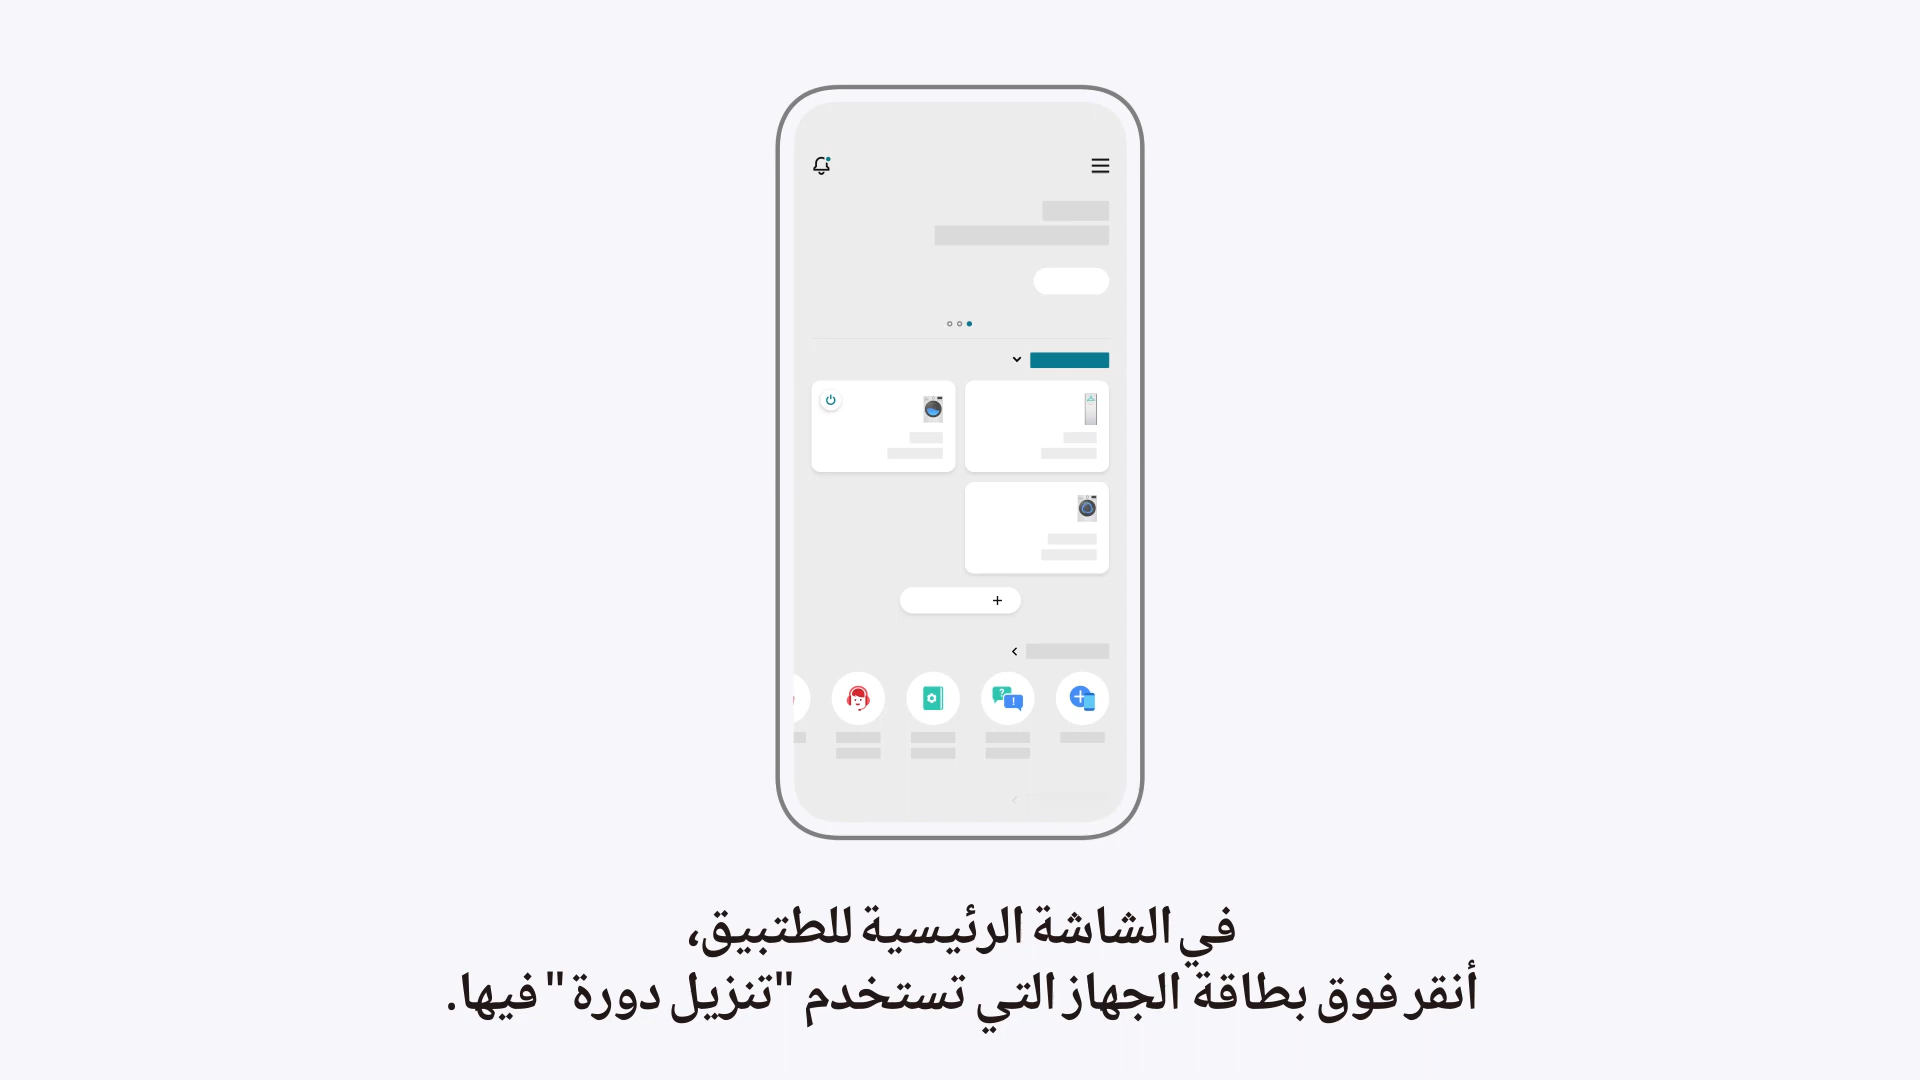 في الشاشة الرئيسية للطتبيق،
أنقر فوق بطاقة الجهاز التي تستخدم "تنزيل دورة" فيها.